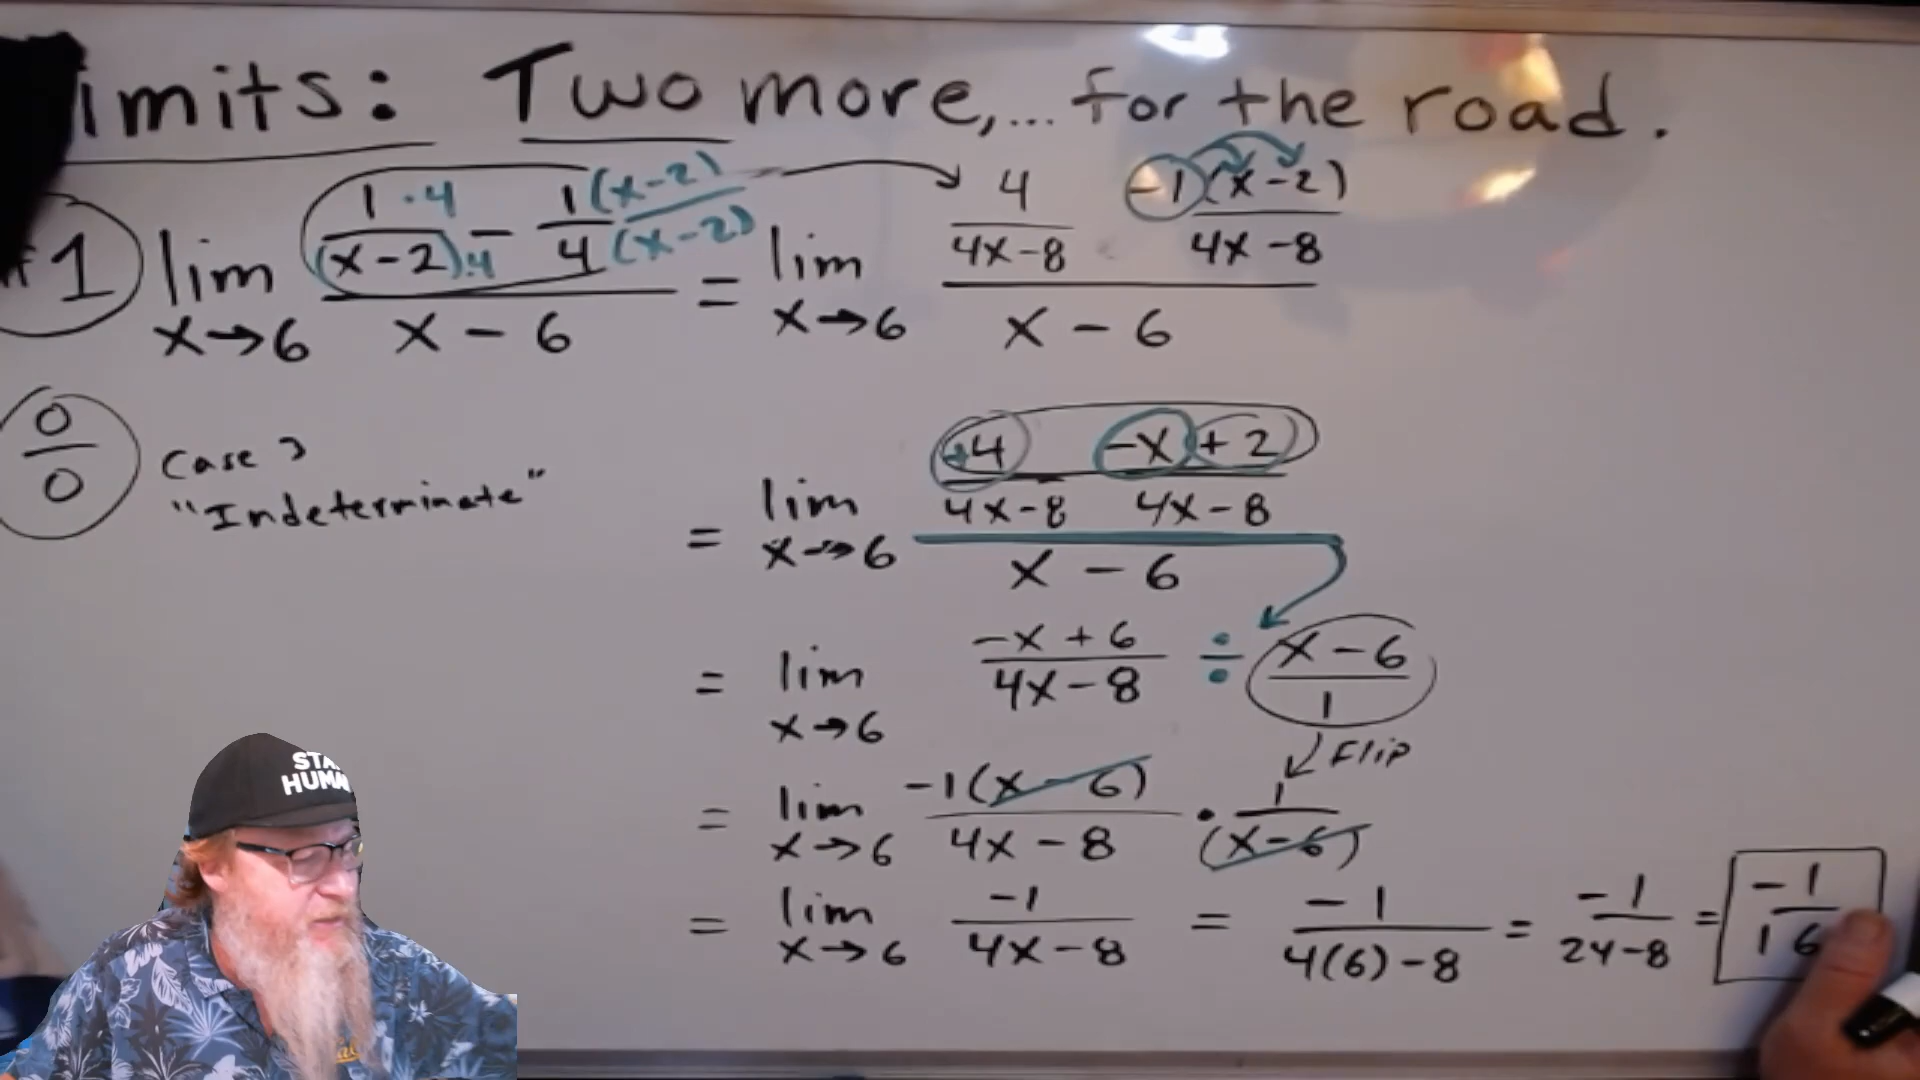 imits: Two more,... for the road.
#1 lim x→6 (1·4/(x-2)·4 - 1(x-2)/4(x-2))/(x-6) = lim x→6 (4/(4x-8) -1(x-2)/(4x-8))/(x-6)
0/0 Case 3
"Indeterminate"
= lim x→6 (+4/(4x-8) (-x+2)/(4x-8))/(x-6)
= lim x→6 (-x+6)/(4x-8) ÷ (x-6)/1
↓ Flip
= lim x→6 -1(x-6)/(4x-8) · 1/(x-6)
= lim x→6 -1/(4x-8) = -1/(4(6)-8) = -1/(24-8) = -1/16
STA
HUMAN